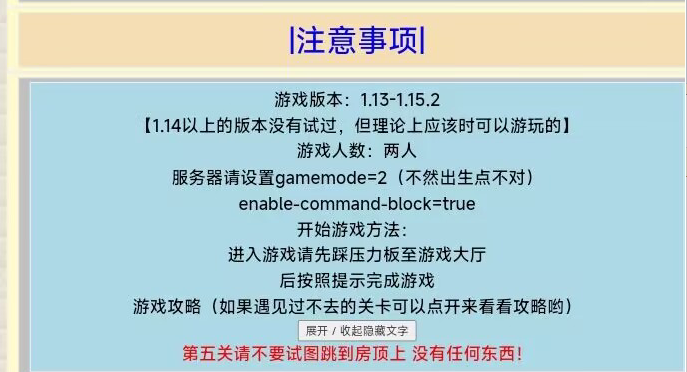 |注意事项|
游戏版本：1.13-1.15.2
【1.14以上的版本没有试过，但理论上应该时可以游玩的】
游戏人数：两人
服务器请设置gamemode=2（不然出生点不对）
enable-command-block=true
开始游戏方法：
进入游戏请先踩压力板至游戏大厅
后按照提示完成游戏
游戏攻略（如果遇见过不去的关卡可以点开来看看攻略哟）
展开 / 收起隐藏文字
第五关请不要试图跳到房顶上 没有任何东西！